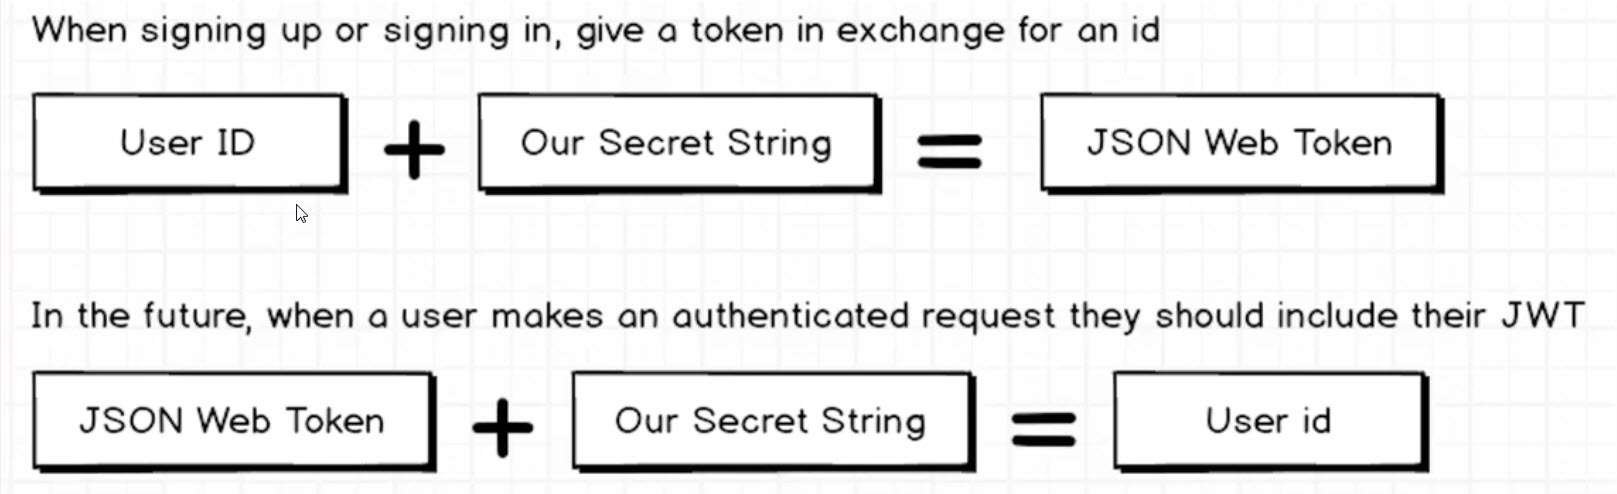 When signing up or signing in, give a token in exchange for an id
User ID + Our Secret String = JSON Web Token
In the future, when a user makes an authenticated request they should include their JWT
JSON Web Token + Our Secret String = User id